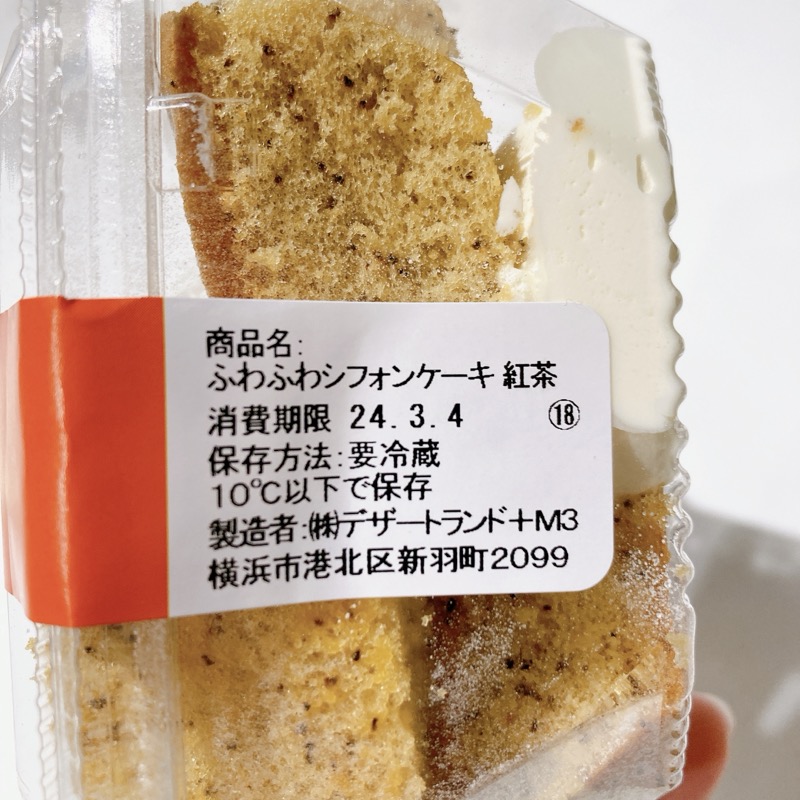 商品名:
ふわふわシフォンケーキ 紅茶
消費期限 24.3.4 ⑱
保存方法:要冷蔵
10℃以下で保存
製造者:㈱デザートランド+M3
横浜市港北区新羽町2099